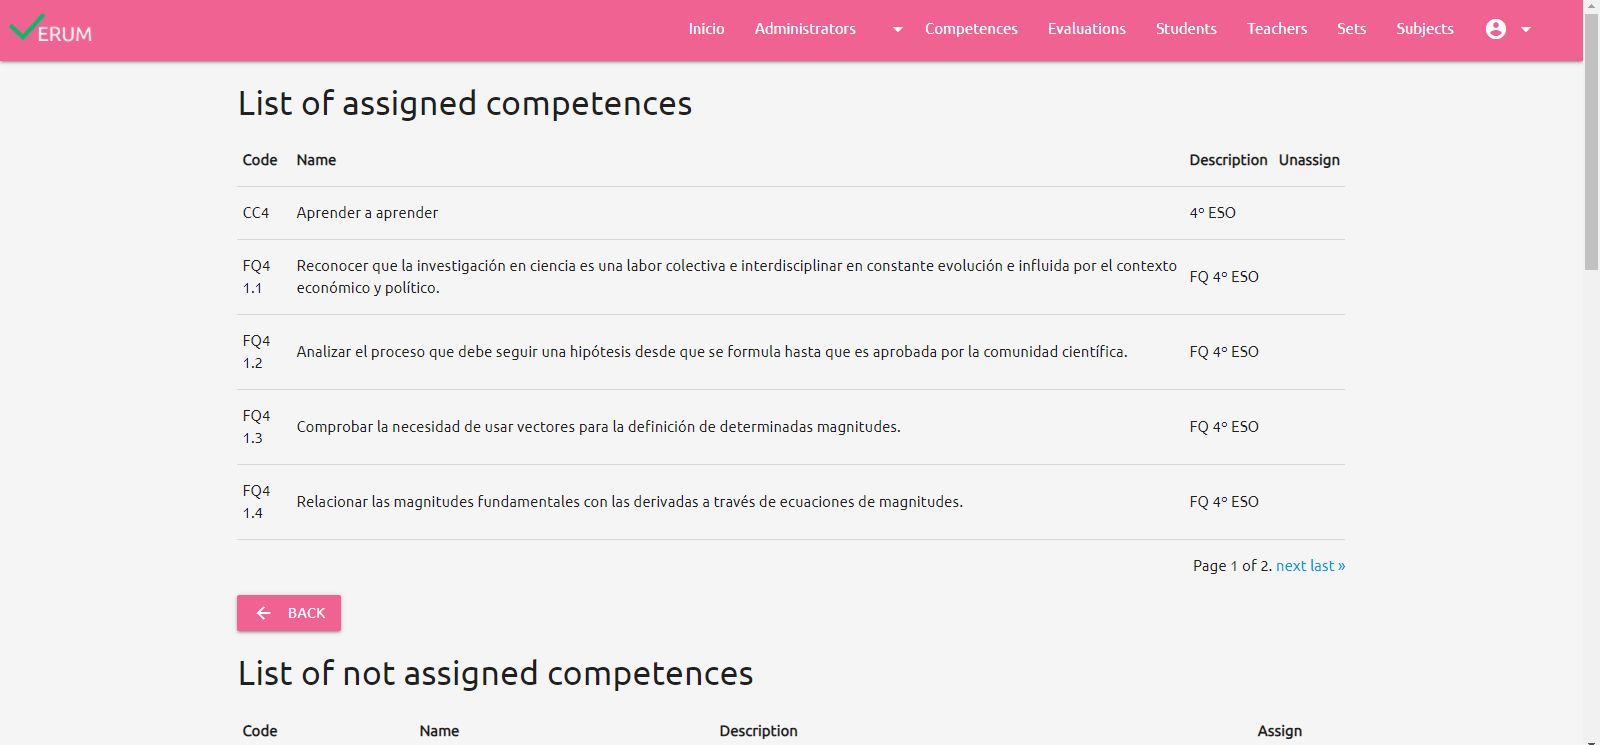 ERUM Inicio Administrators Competences Evaluations Students Teachers Sets Subjects
List of assigned competences
Code Name Description Unassign
CC4 Aprender a aprender 4º ESO
FQ4 1.1 Reconocer que la investigación en ciencia es una labor colectiva e interdisciplinar en constante evolución e influida por el contexto
económico y político. FQ 4º ESO
FQ4 1.2 Analizar el proceso que debe seguir una hipótesis desde que se formula hasta que es aprobada por la comunidad científica. FQ 4º ESO
FQ4 1.3 Comprobar la necesidad de usar vectores para la definición de determinadas magnitudes. FQ 4º ESO
FQ4 1.4 Relacionar las magnitudes fundamentales con las derivadas a través de ecuaciones de magnitudes. FQ 4º ESO
Page 1 of 2. next last »
BACK
List of not assigned competences
Code Name Description Assign